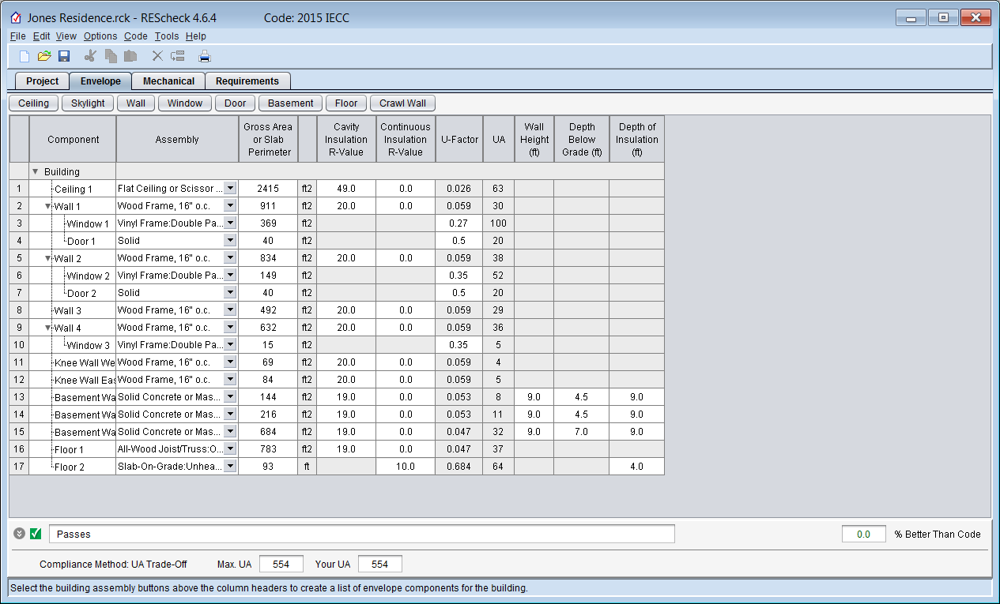 Jones Residence.rck - REScheck 4.6.4 Code: 2015 IECC
File Edit View Options Code Tools Help
Project Envelope Mechanical Requirements
Ceiling Skylight Wall Window Door Basement Floor Crawl Wall
Component Assembly Gross Area or Slab Perimeter Cavity Insulation R-Value Continuous Insulation R-Value U-Factor UA Wall Height (ft) Depth Below Grade (ft) Depth of Insulation (ft)
Building
1 Ceiling 1 Flat Ceiling or Scissor ... 2415 ft2 49.0 0.0 0.026 63
2 Wall 1 Wood Frame, 16" o.c. 911 ft2 20.0 0.0 0.059 30
3 Window 1 Vinyl Frame:Double Pa... 369 ft2 0.27 100
4 Door 1 Solid 40 ft2 0.5 20
5 Wall 2 Wood Frame, 16" o.c. 834 ft2 20.0 0.0 0.059 38
6 Window 2 Vinyl Frame:Double Pa... 149 ft2 0.35 52
7 Door 2 Solid 40 ft2 0.5 20
8 Wall 3 Wood Frame, 16" o.c. 492 ft2 20.0 0.0 0.059 29
9 Wall 4 Wood Frame, 16" o.c. 632 ft2 20.0 0.0 0.059 36
10 Window 3 Vinyl Frame:Double Pa... 15 ft2 0.35 5
11 Knee Wall We Wood Frame, 16" o.c. 69 ft2 20.0 0.0 0.059 4
12 Knee Wall Eas Wood Frame, 16" o.c. 84 ft2 20.0 0.0 0.059 5
13 Basement Wa Solid Concrete or Mas... 144 ft2 19.0 0.0 0.053 8 9.0 4.5 9.0
14 Basement Wa Solid Concrete or Mas... 216 ft2 19.0 0.0 0.053 11 9.0 4.5 9.0
15 Basement Wa Solid Concrete or Mas... 684 ft2 19.0 0.0 0.047 32 9.0 7.0 9.0
16 Floor 1 All-Wood Joist/Truss:O... 783 ft2 19.0 0.0 0.047 37
17 Floor 2 Slab-On-Grade:Unhea... 93 ft 10.0 0.684 64 4.0
Passes 0.0 % Better Than Code
Compliance Method: UA Trade-Off Max. UA 554 Your UA 554
Select the building assembly buttons above the column headers to create a list of envelope components for the building.